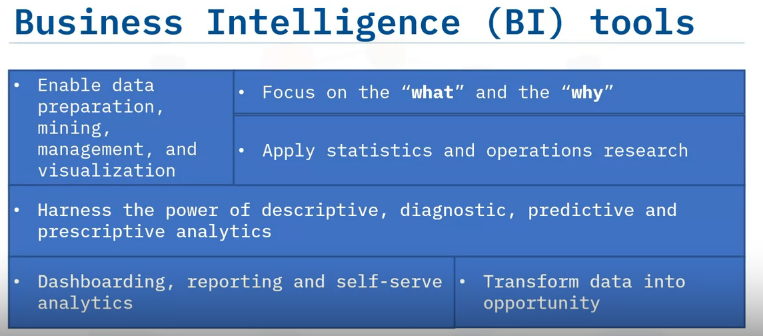 Business Intelligence (BI) tools
• Enable data
preparation,
mining,
management, and
visualization
• Focus on the “what” and the “why”
• Apply statistics and operations research
• Harness the power of descriptive, diagnostic, predictive and
prescriptive analytics
• Dashboarding, reporting and self-serve
analytics
• Transform data into
opportunity